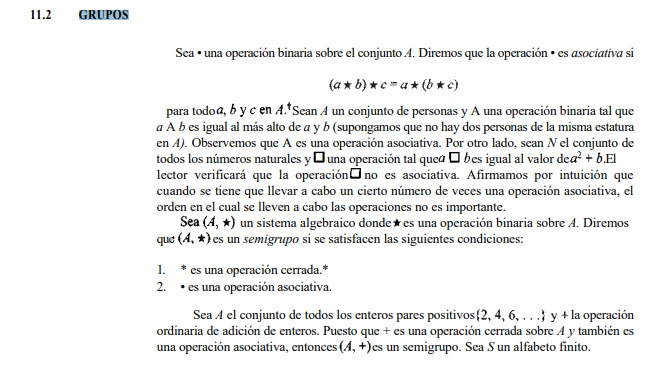 11.2 GRUPOS
Sea • una operación binaria sobre el conjunto A. Diremos que la operación • es asociativa si
(a ★ b) ★ c = a ★ (b ★ c)
para todo a, b y c en A.† Sean A un conjunto de personas y A una operación binaria tal que
a A b es igual al más alto de a y b (supongamos que no hay dos personas de la misma estatura
en A). Observemos que A es una operación asociativa. Por otro lado, sean N el conjunto de
todos los números naturales y □ una operación tal que a □ b es igual al valor de a² + b. El
lector verificará que la operación □ no es asociativa. Afirmamos por intuición que
cuando se tiene que llevar a cabo un cierto número de veces una operación asociativa, el
orden en el cual se lleven a cabo las operaciones no es importante.
Sea (A, ★) un sistema algebraico donde ★ es una operación binaria sobre A. Diremos
que (A, ★) es un semigrupo si se satisfacen las siguientes condiciones:
1. * es una operación cerrada.*
2. • es una operación asociativa.
Sea A el conjunto de todos los enteros pares positivos {2, 4, 6, . . .} y + la operación
ordinaria de adición de enteros. Puesto que + es una operación cerrada sobre A y también es
una operación asociativa, entonces (A, +) es un semigrupo. Sea S un alfabeto finito.